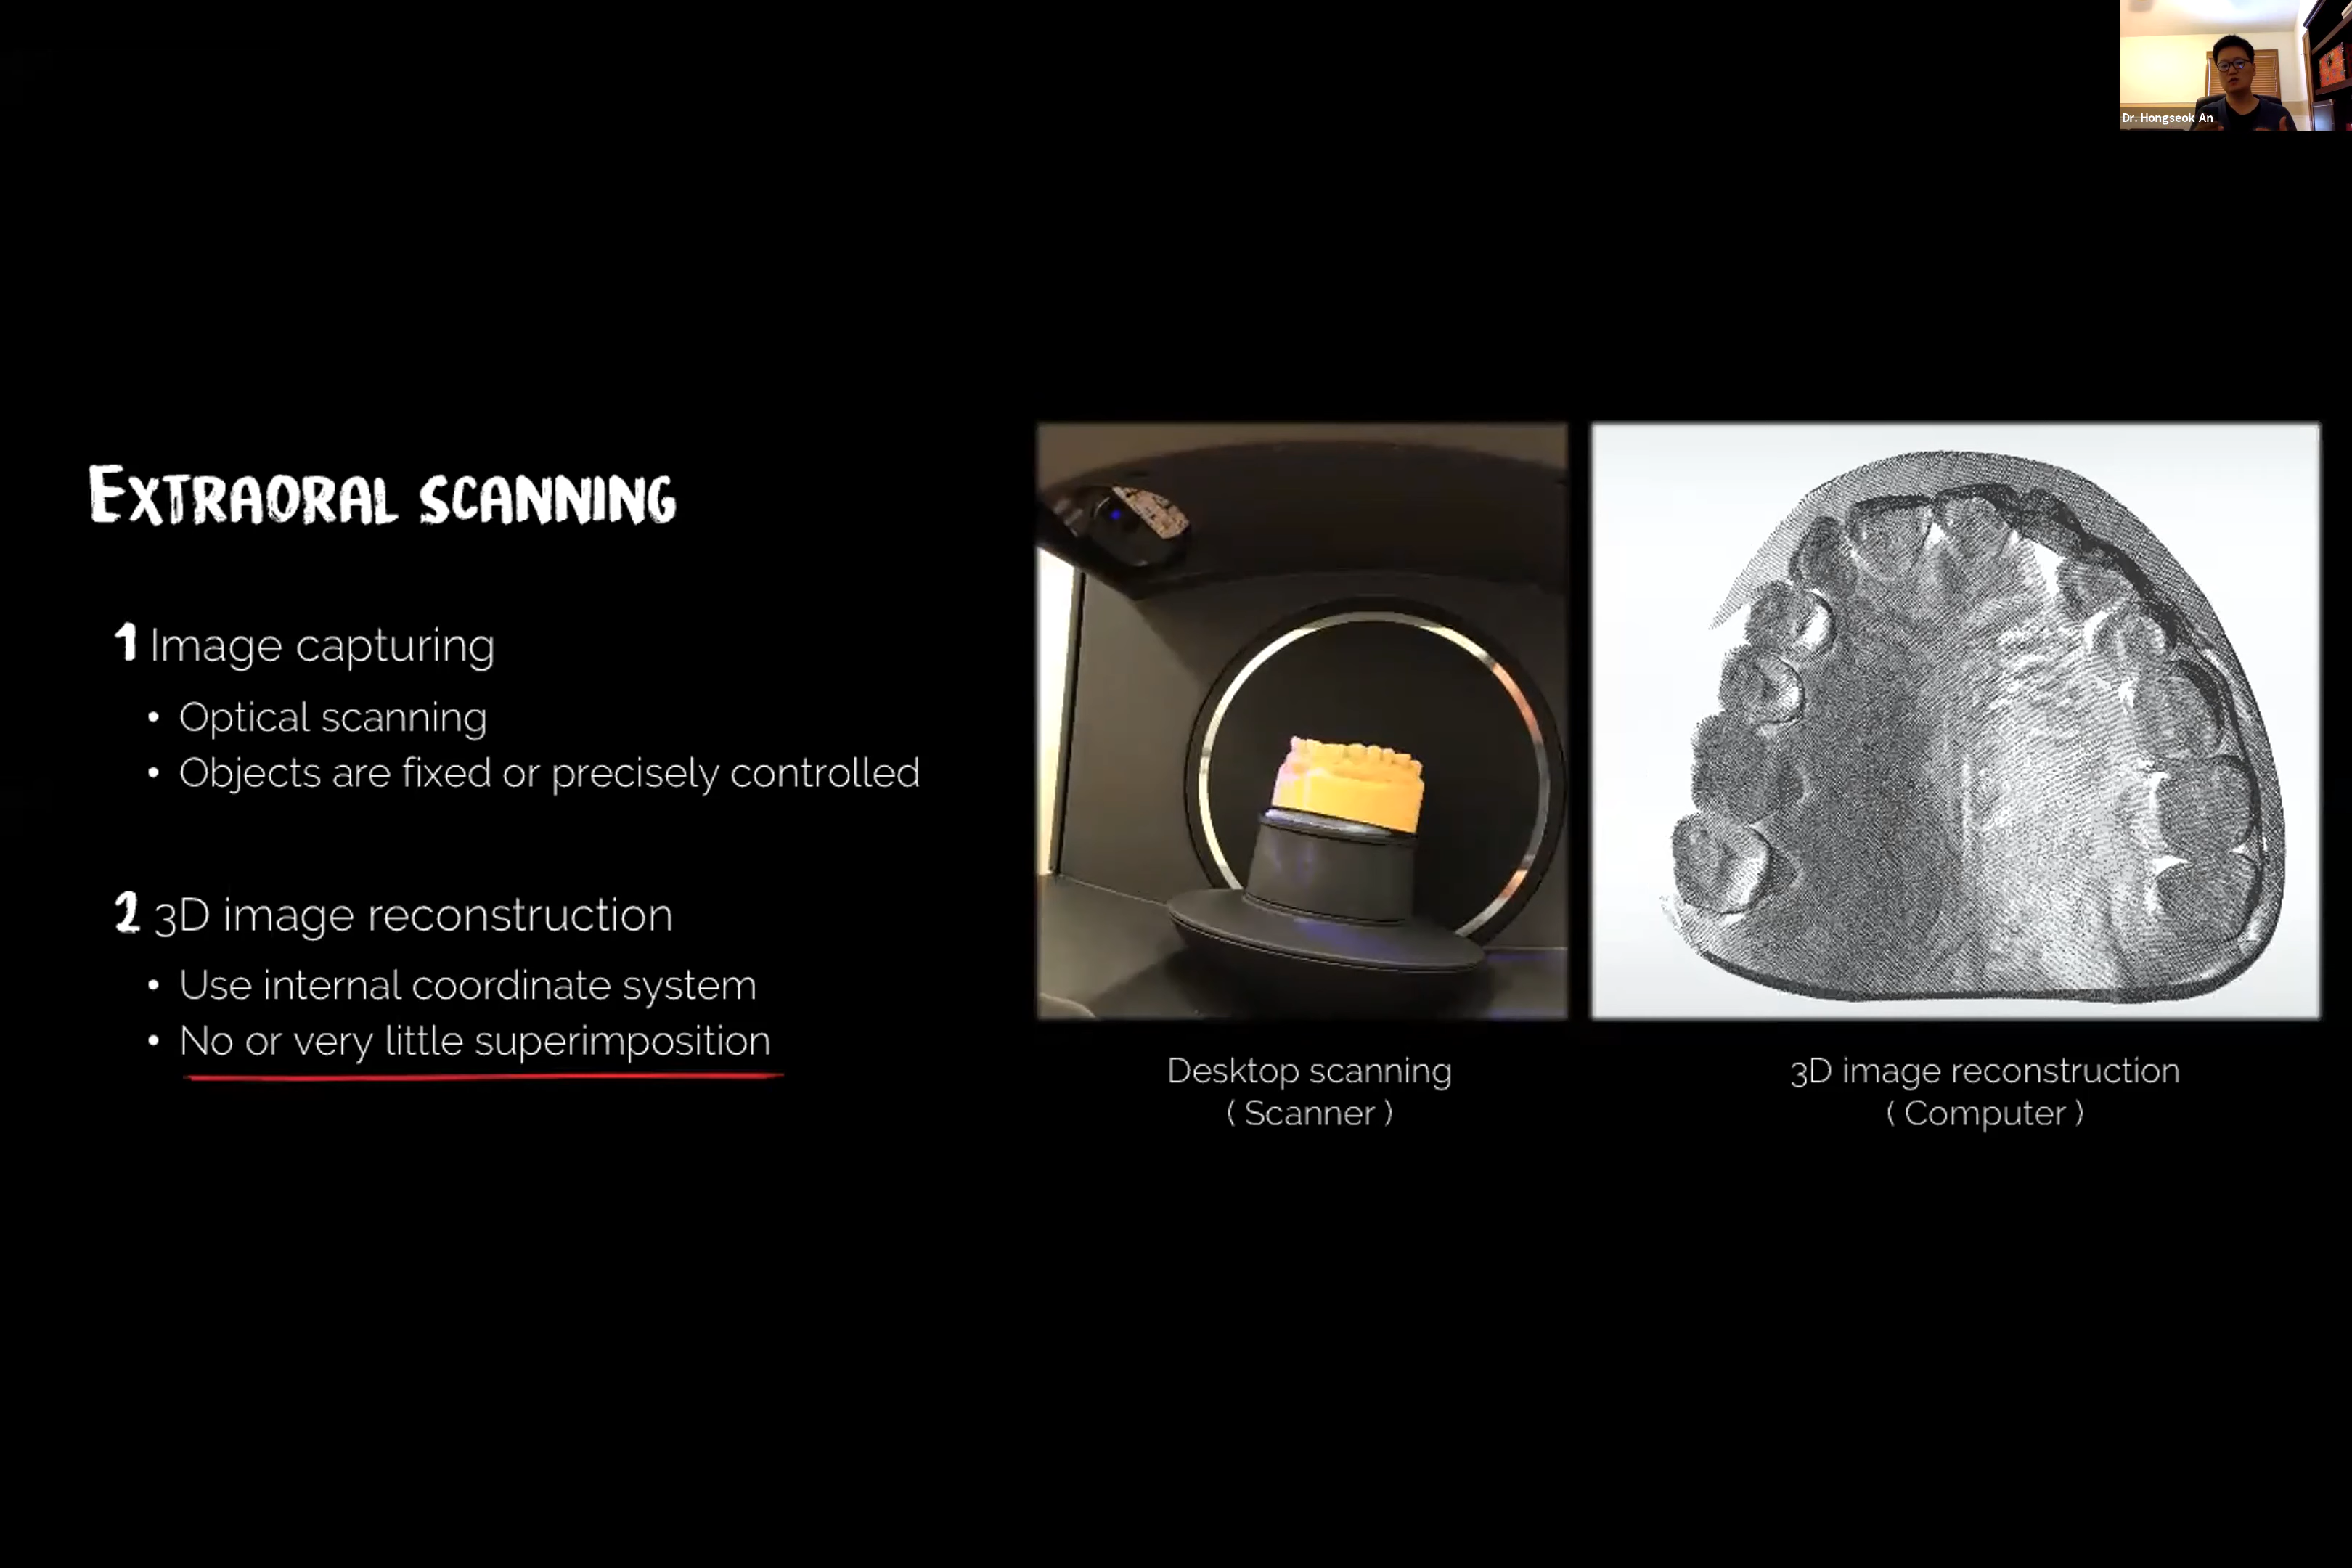 Dr. Hongseok An
EXTRAORAL SCANNING
1 Image capturing
• Optical scanning
• Objects are fixed or precisely controlled
2 3D image reconstruction
• Use internal coordinate system
• No or very little superimposition
Desktop scanning
( Scanner )
3D image reconstruction
( Computer )